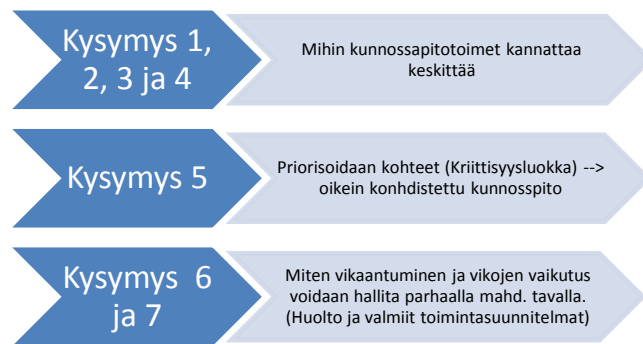 Kysymys 1,
2, 3 ja 4
Mihin kunnossapitotoimet kannattaa
keskittää
Kysymys 5
Priorisoidaan kohteet (Kriittisyysluokka) -->
oikein konhdistettu kunnosspito
Kysymys 6
ja 7
Miten vikaantuminen ja vikojen vaikutus
voidaan hallita parhaalla mahd. tavalla.
(Huolto ja valmiit toimintasuunnitelmat)